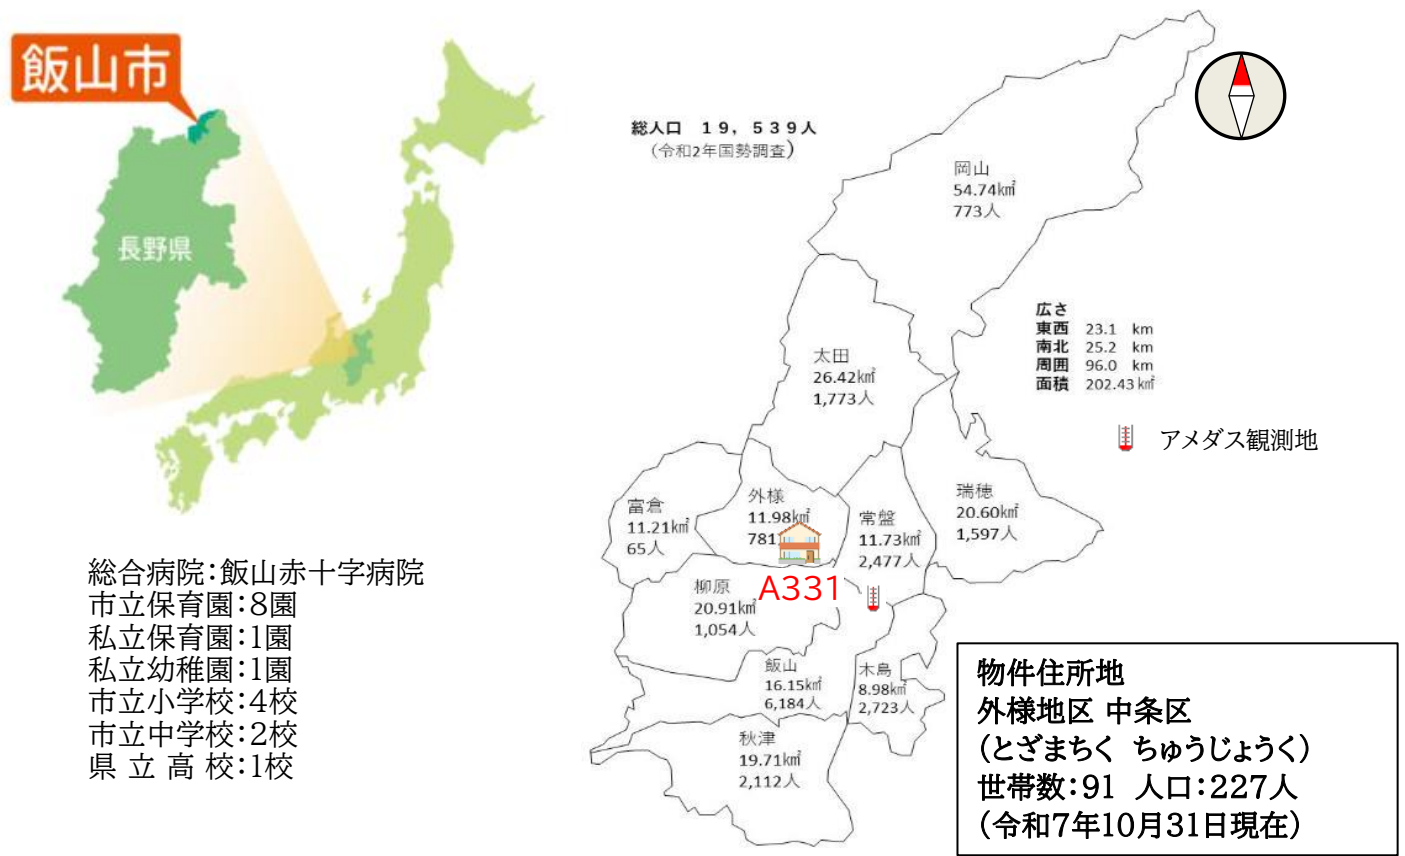 飯山市
長野県
総人口 19,539人
(令和2年国勢調査)
岡山
54.74㎢
773人
広さ
東西 23.1 km
南北 25.2 km
周囲 96.0 km
面積 202.43㎢
アメダス観測地
太田
26.42㎢
1,773人
富倉
11.21㎢
65人
外様
11.98㎢
781
常盤
11.73㎢
2,477人
瑞穂
20.60㎢
1,597人
A331
柳原
20.91㎢
1,054人
飯山
16.15㎢
6,184人
木島
8.98㎢
2,723人
秋津
19.71㎢
2,112人
総合病院:飯山赤十字病院
市立保育園:8園
私立保育園:1園
私立幼稚園:1園
市立小学校:4校
市立中学校:2校
県立高校:1校
物件住所地
外様地区 中条区
(とざまちく ちゅうじょうく)
世帯数:91 人口:227人
(令和7年10月31日現在)